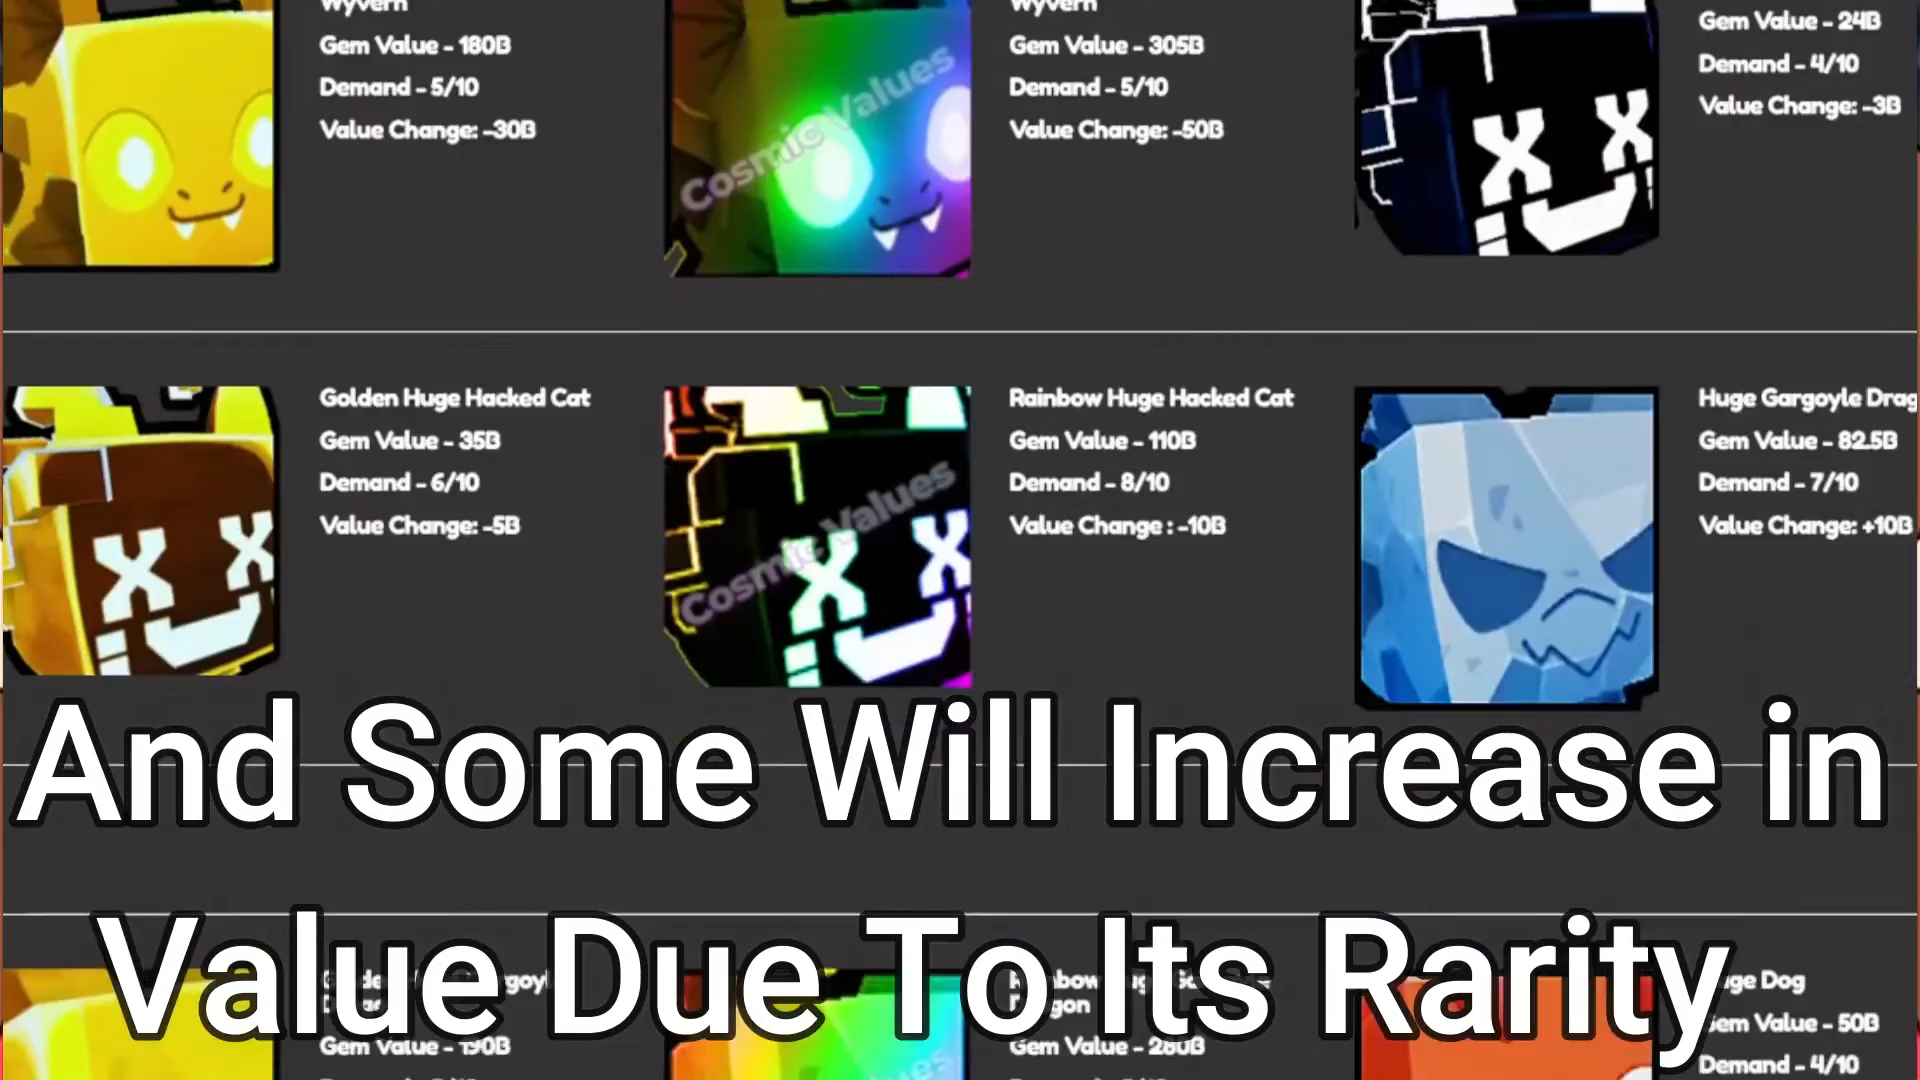 Wyvern
Gem Value - 180B
Demand - 5/10
Value Change: -30B
Wyvern
Gem Value - 305B
Demand - 5/10
Value Change: -50B
Cosmic Values
Gem Value - 24B
Demand - 4/10
Value Change: -3B
Golden Huge Hacked Cat
Gem Value - 35B
Demand - 6/10
Value Change: -5B
Rainbow Huge Hacked Cat
Gem Value - 110B
Demand - 8/10
Value Change : -10B
Cosmic Values
Huge Gargoyle Drag
Gem Value - 82.5B
Demand - 7/10
Value Change: +10B
And Some Will Increase in
Value Due To Its Rarity
Gem Value - 190B
Gem Value - 280B
Dog
Gem Value - 50B
Demand - 4/10